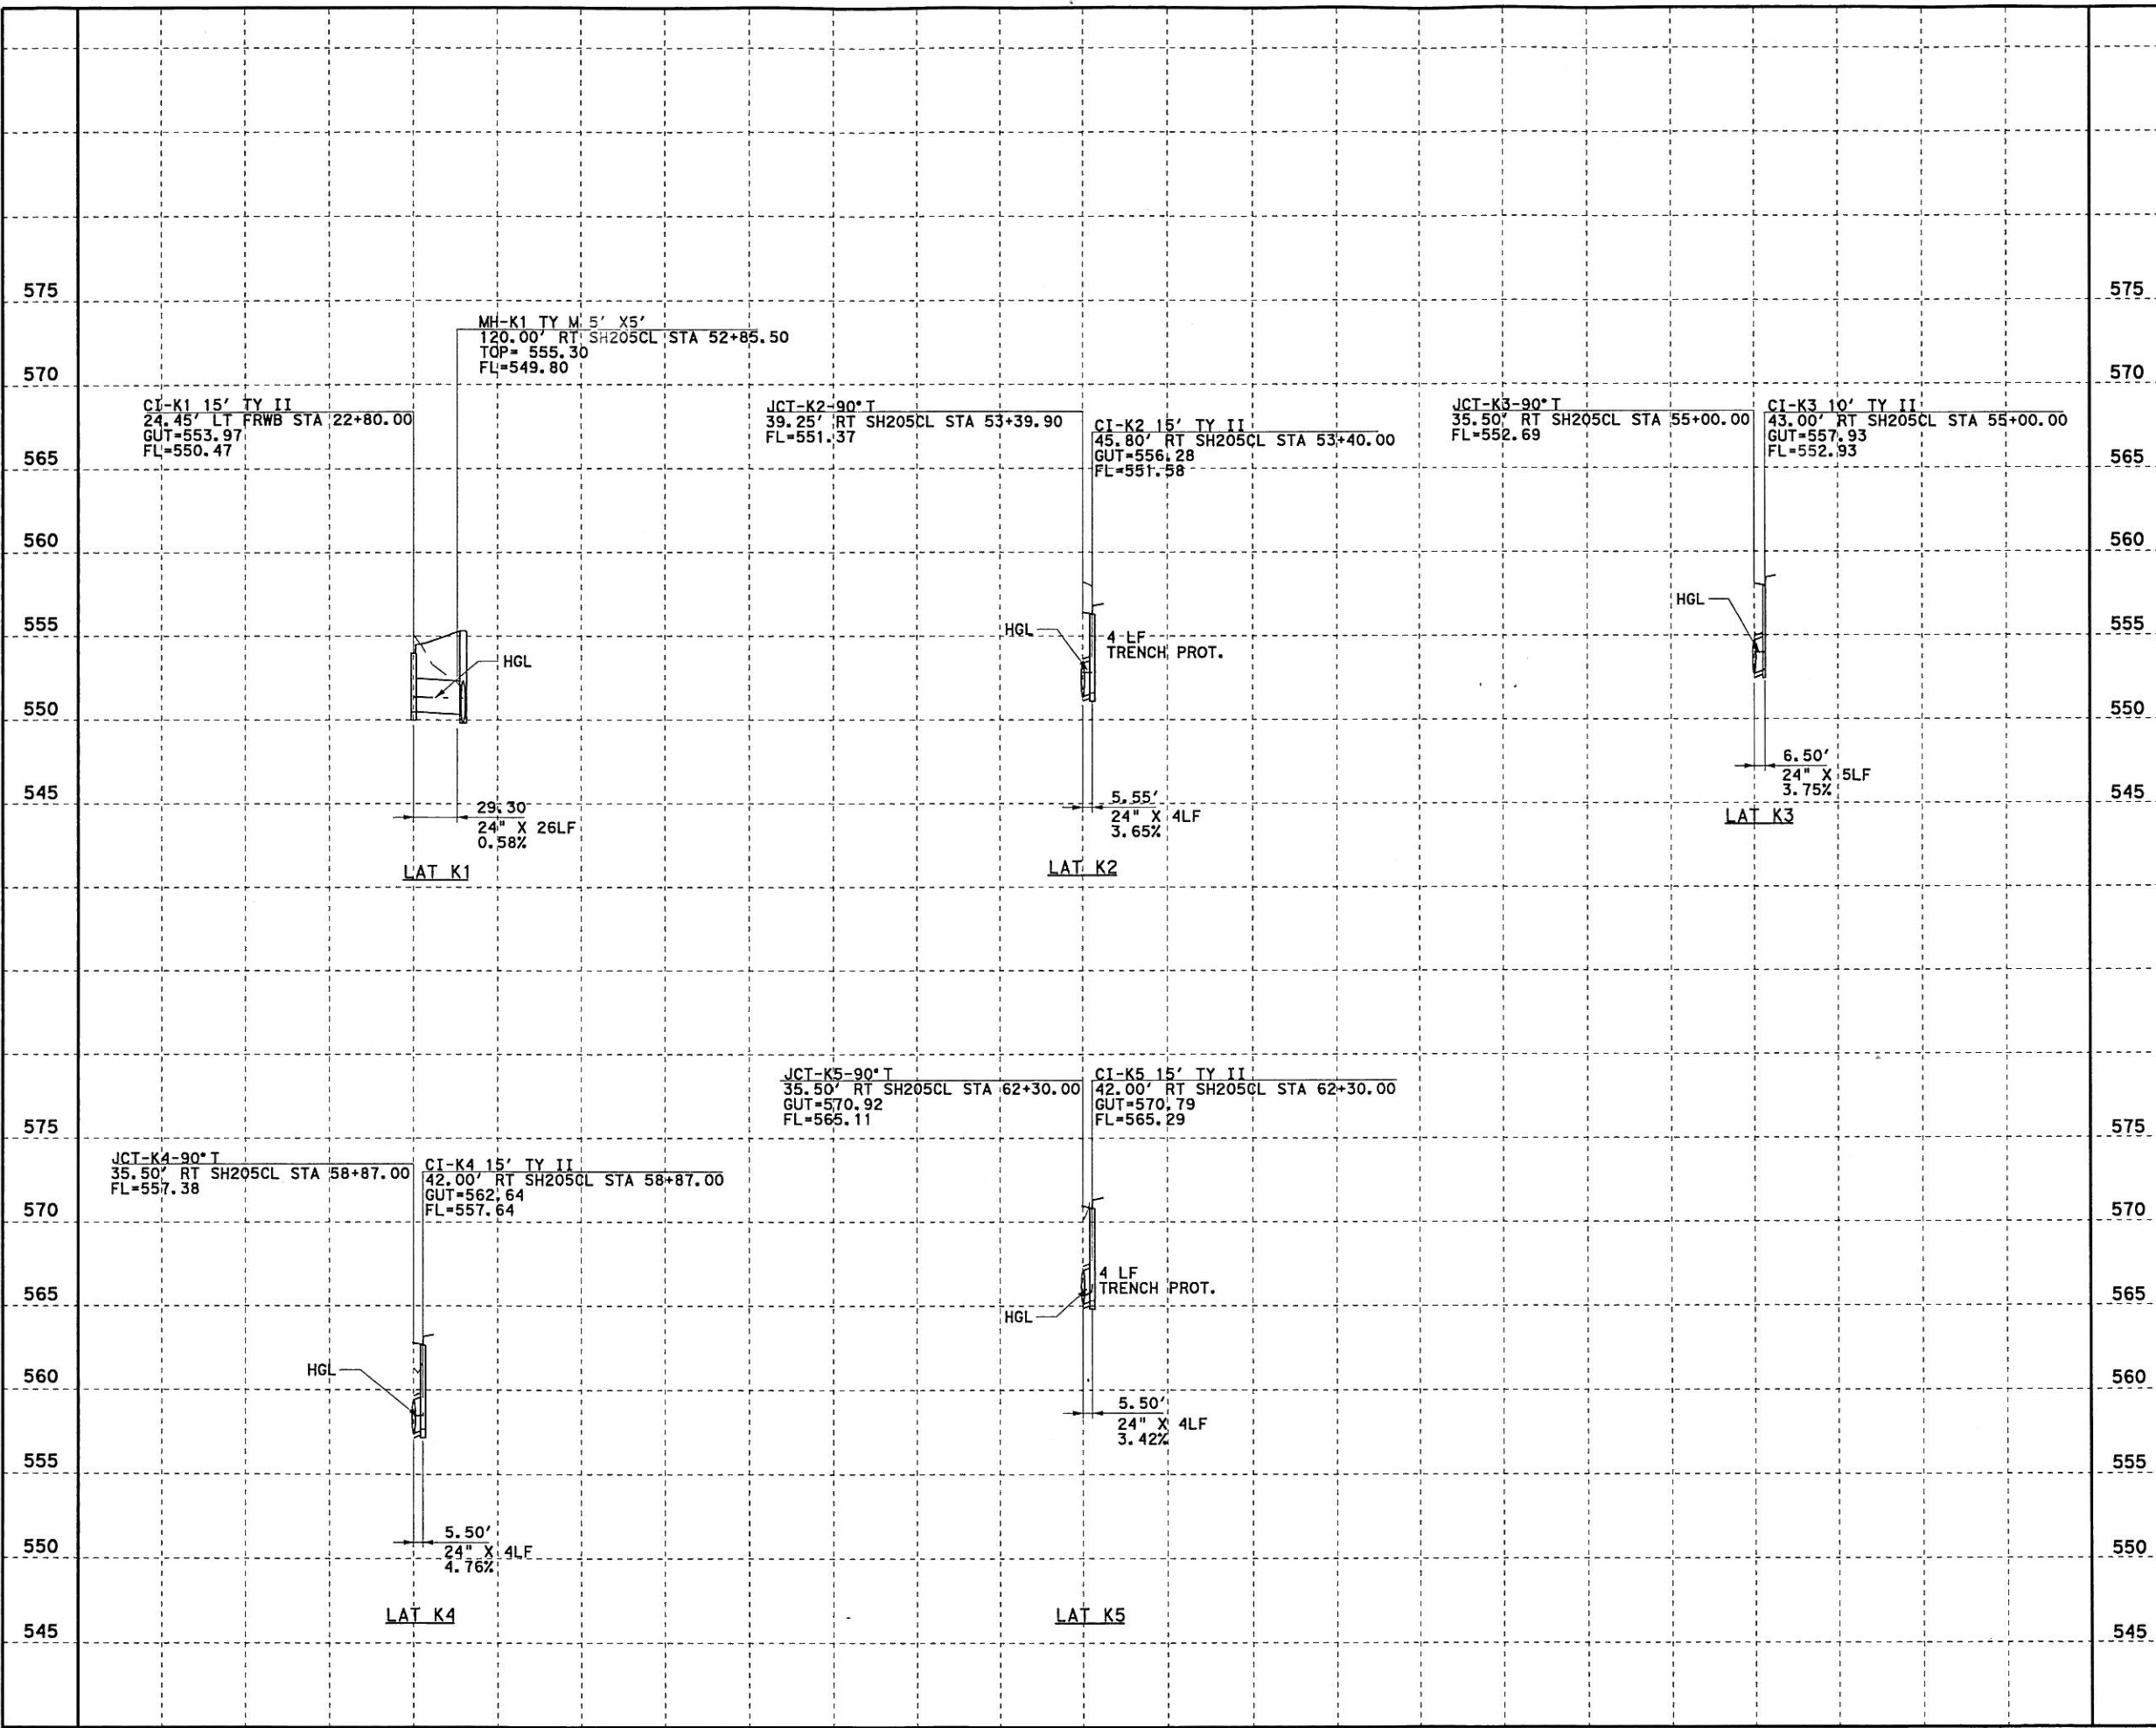 575
575
MH-K1 TY M 5' X5'
120.00' RT SH205CL STA 52+85.50
TOP= 555.30
FL=549.80
570
570
CI-K1 15' TY II
24.45' LT FRWB STA 22+80.00
GUT=553.97
FL=550.47
JCT-K2-90°T
39.25' RT SH205CL STA 53+39.90
FL=551.37
CI-K2 15' TY II
45.80' RT SH205CL STA 53+40.00
GUT=556.28
FL=551.58
JCT-K3-90°T
35.50' RT SH205CL STA 55+00.00
FL=552.69
CI-K3 10' TY II
43.00' RT SH205CL STA 55+00.00
GUT=557.93
FL=552.93
565
565
560
560
HGL
HGL
4 LF
TRENCH PROT.
HGL
555
555
550
550
6.50'
24" X 5LF
3.75%
LAT K3
545
545
29.30
24" X 26LF
0.58%
LAT K1
5.55'
24" X 4LF
3.65%
LAT K2
JCT-K5-90°T
35.50' RT SH205CL STA 62+30.00
GUT=570.92
FL=565.11
CI-K5 15' TY II
42.00' RT SH205CL STA 62+30.00
GUT=570.79
FL=565.29
575
575
JCT-K4-90°T
35.50' RT SH205CL STA 58+87.00
FL=557.38
CI-K4 15' TY II
42.00' RT SH205CL STA 58+87.00
GUT=562.64
FL=557.64
570
570
4 LF
TRENCH PROT.
565
565
HGL
HGL
560
560
5.50'
24" X 4LF
3.42%
555
555
5.50'
24" X 4LF
4.76%
550
550
LAT K4
LAT K5
545
545